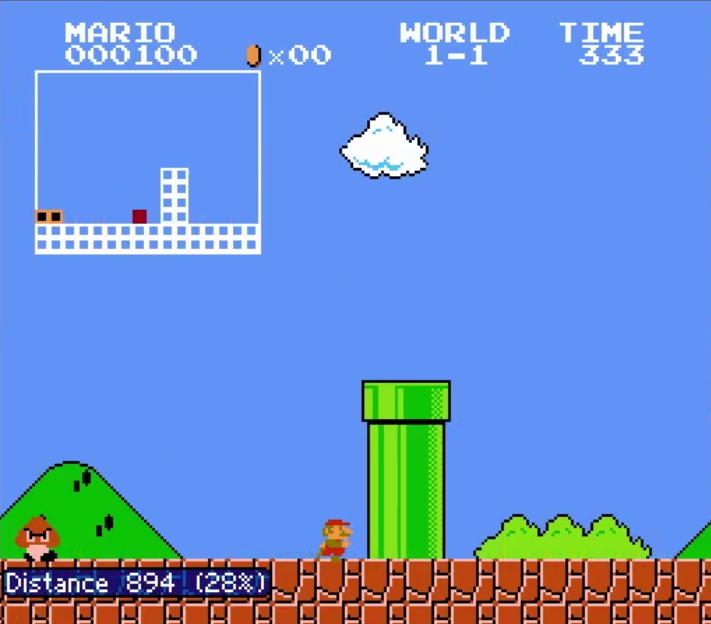 MARIO WORLD TIME
000100 ×00 1-1 333
Distance 894 (28%)